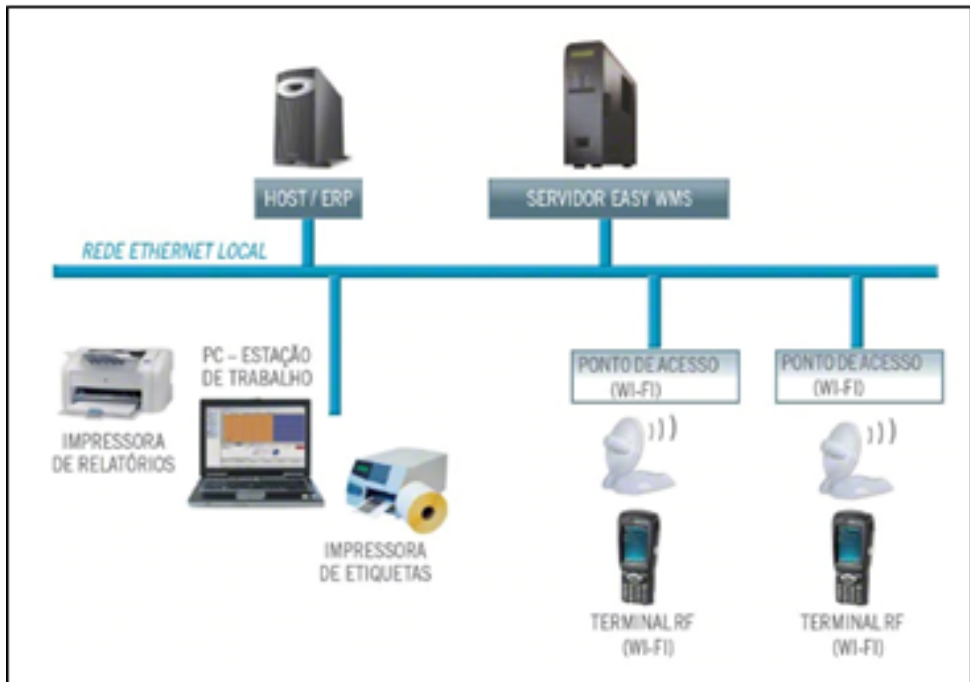 HOST / ERP
SERVIDOR EASY WMS
REDE ETHERNET LOCAL
PC – ESTAÇÃO
DE TRABALHO
IMPRESSORA
DE RELATÓRIOS
IMPRESSORA
DE ETIQUETAS
PONTO DE ACESSO
(WI-FI)
PONTO DE ACESSO
(WI-FI)
TERMINAL RF
(WI-FI)
TERMINAL RF
(WI-FI)